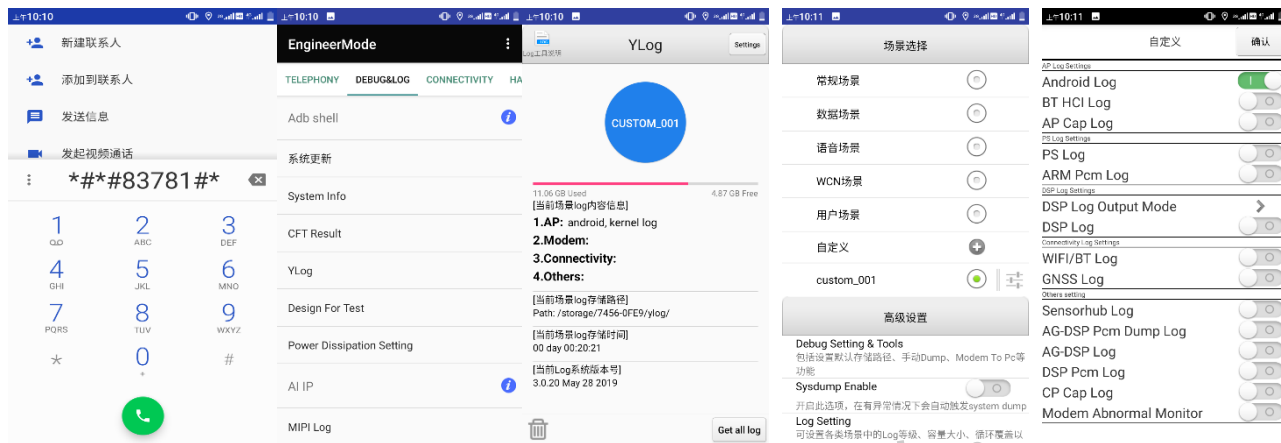 上午10:10
新建联系人
添加到联系人
发送信息
发起视频通话
*#*#83781#*
1
2
ABC
3
DEF
4
GHI
5
JKL
6
MNO
7
PQRS
8
TUV
9
WXYZ
*
0
+
#
上午10:10
EngineerMode
TELEPHONY DEBUG&LOG CONNECTIVITY HA
Adb shell
系统更新
System Info
CFT Result
YLog
Design For Test
Power Dissipation Setting
AI IP
MIPI Log
上午10:10
Log工具说明
YLog
Settings
CUSTOM_001
11.06 GB Used 4.87 GB Free
[当前场景log内容信息]
1.AP: android, kernel log
2.Modem:
3.Connectivity:
4.Others:
[当前场景log存储路径]
Path: /storage/7456-0FE9/ylog/
[当前场景log存储时间]
00 day 00:20:21
[当前Log系统版本号]
3.0.20 May 28 2019
Get all log
上午10:11
场景选择
常规场景
数据场景
语音场景
WCN场景
用户场景
自定义
custom_001
高级设置
Debug Setting & Tools
包括设置默认存储路径、手动Dump、Modem To Pc等
功能
Sysdump Enable
开启此选项，在有异常情况下会自动触发system dump
Log Setting
可设置各类场景中的Log等级、容量大小、循环覆盖以
上午10:11
自定义
确认
AP Log Settings
Android Log
BT HCI Log
AP Cap Log
PS Log Settings
PS Log
ARM Pcm Log
DSP Log Settings
DSP Log Output Mode
DSP Log
Connectivity Log Settings
WIFI/BT Log
GNSS Log
Others setting
Sensorhub Log
AG-DSP Pcm Dump Log
AG-DSP Log
DSP Pcm Log
CP Cap Log
Modem Abnormal Monitor